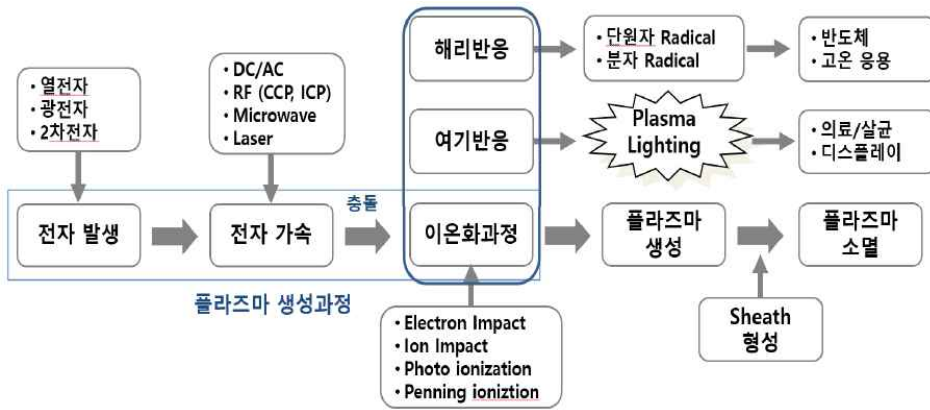 해리반응
• 단원자 Radical
• 분자 Radical
• 반도체
• 고온 응용
• 열전자
• 광전자
• 2차전자
• DC/AC
• RF (CCP, ICP)
• Microwave
• Laser
여기반응
Plasma
Lighting
• 의료/살균
• 디스플레이
충돌
전자 발생
전자 가속
이온화과정
플라즈마
생성
플라즈마
소멸
플라즈마 생성과정
• Electron Impact
• Ion Impact
• Photo ionization
• Penning ioniztion
Sheath
형성